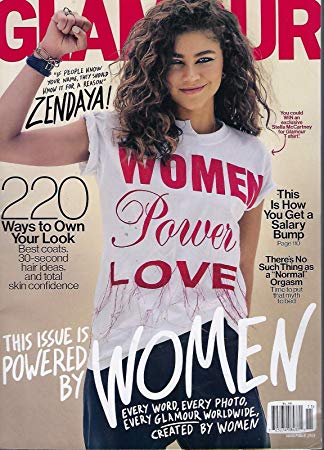 GLAMOUR
"IF PEOPLE KNOW
YOUR NAME, THEY SHOULD
KNOW IT FOR A REASON"
ZENDAYA!
You could
WIN an
exclusive
Stella McCartney
for Glamour
T-shirt.
WOMEN
Power
LOVE
220
Ways to Own
Your Look
Best coats,
30-second
hair ideas,
and total
skin confidence
This
Is How
You Get a
Salary
Bump
Page 110
There's No
Such Thing as
a "Normal"
Orgasm
Time to put
that myth
to bed
THIS ISSUE IS
POWERED
BY WOMEN
EVERY WORD, EVERY PHOTO,
EVERY GLAMOUR WORLDWIDE,
CREATED BY WOMEN